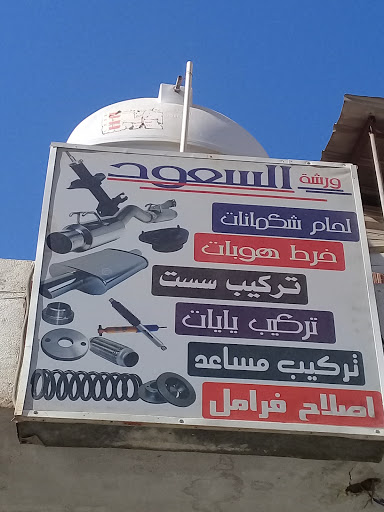 ورشة السعود
لحام شكمانات
خرط هوبات
تركيب سست
تركيب يايات
تركيب مساعد
اصلاح فرامل